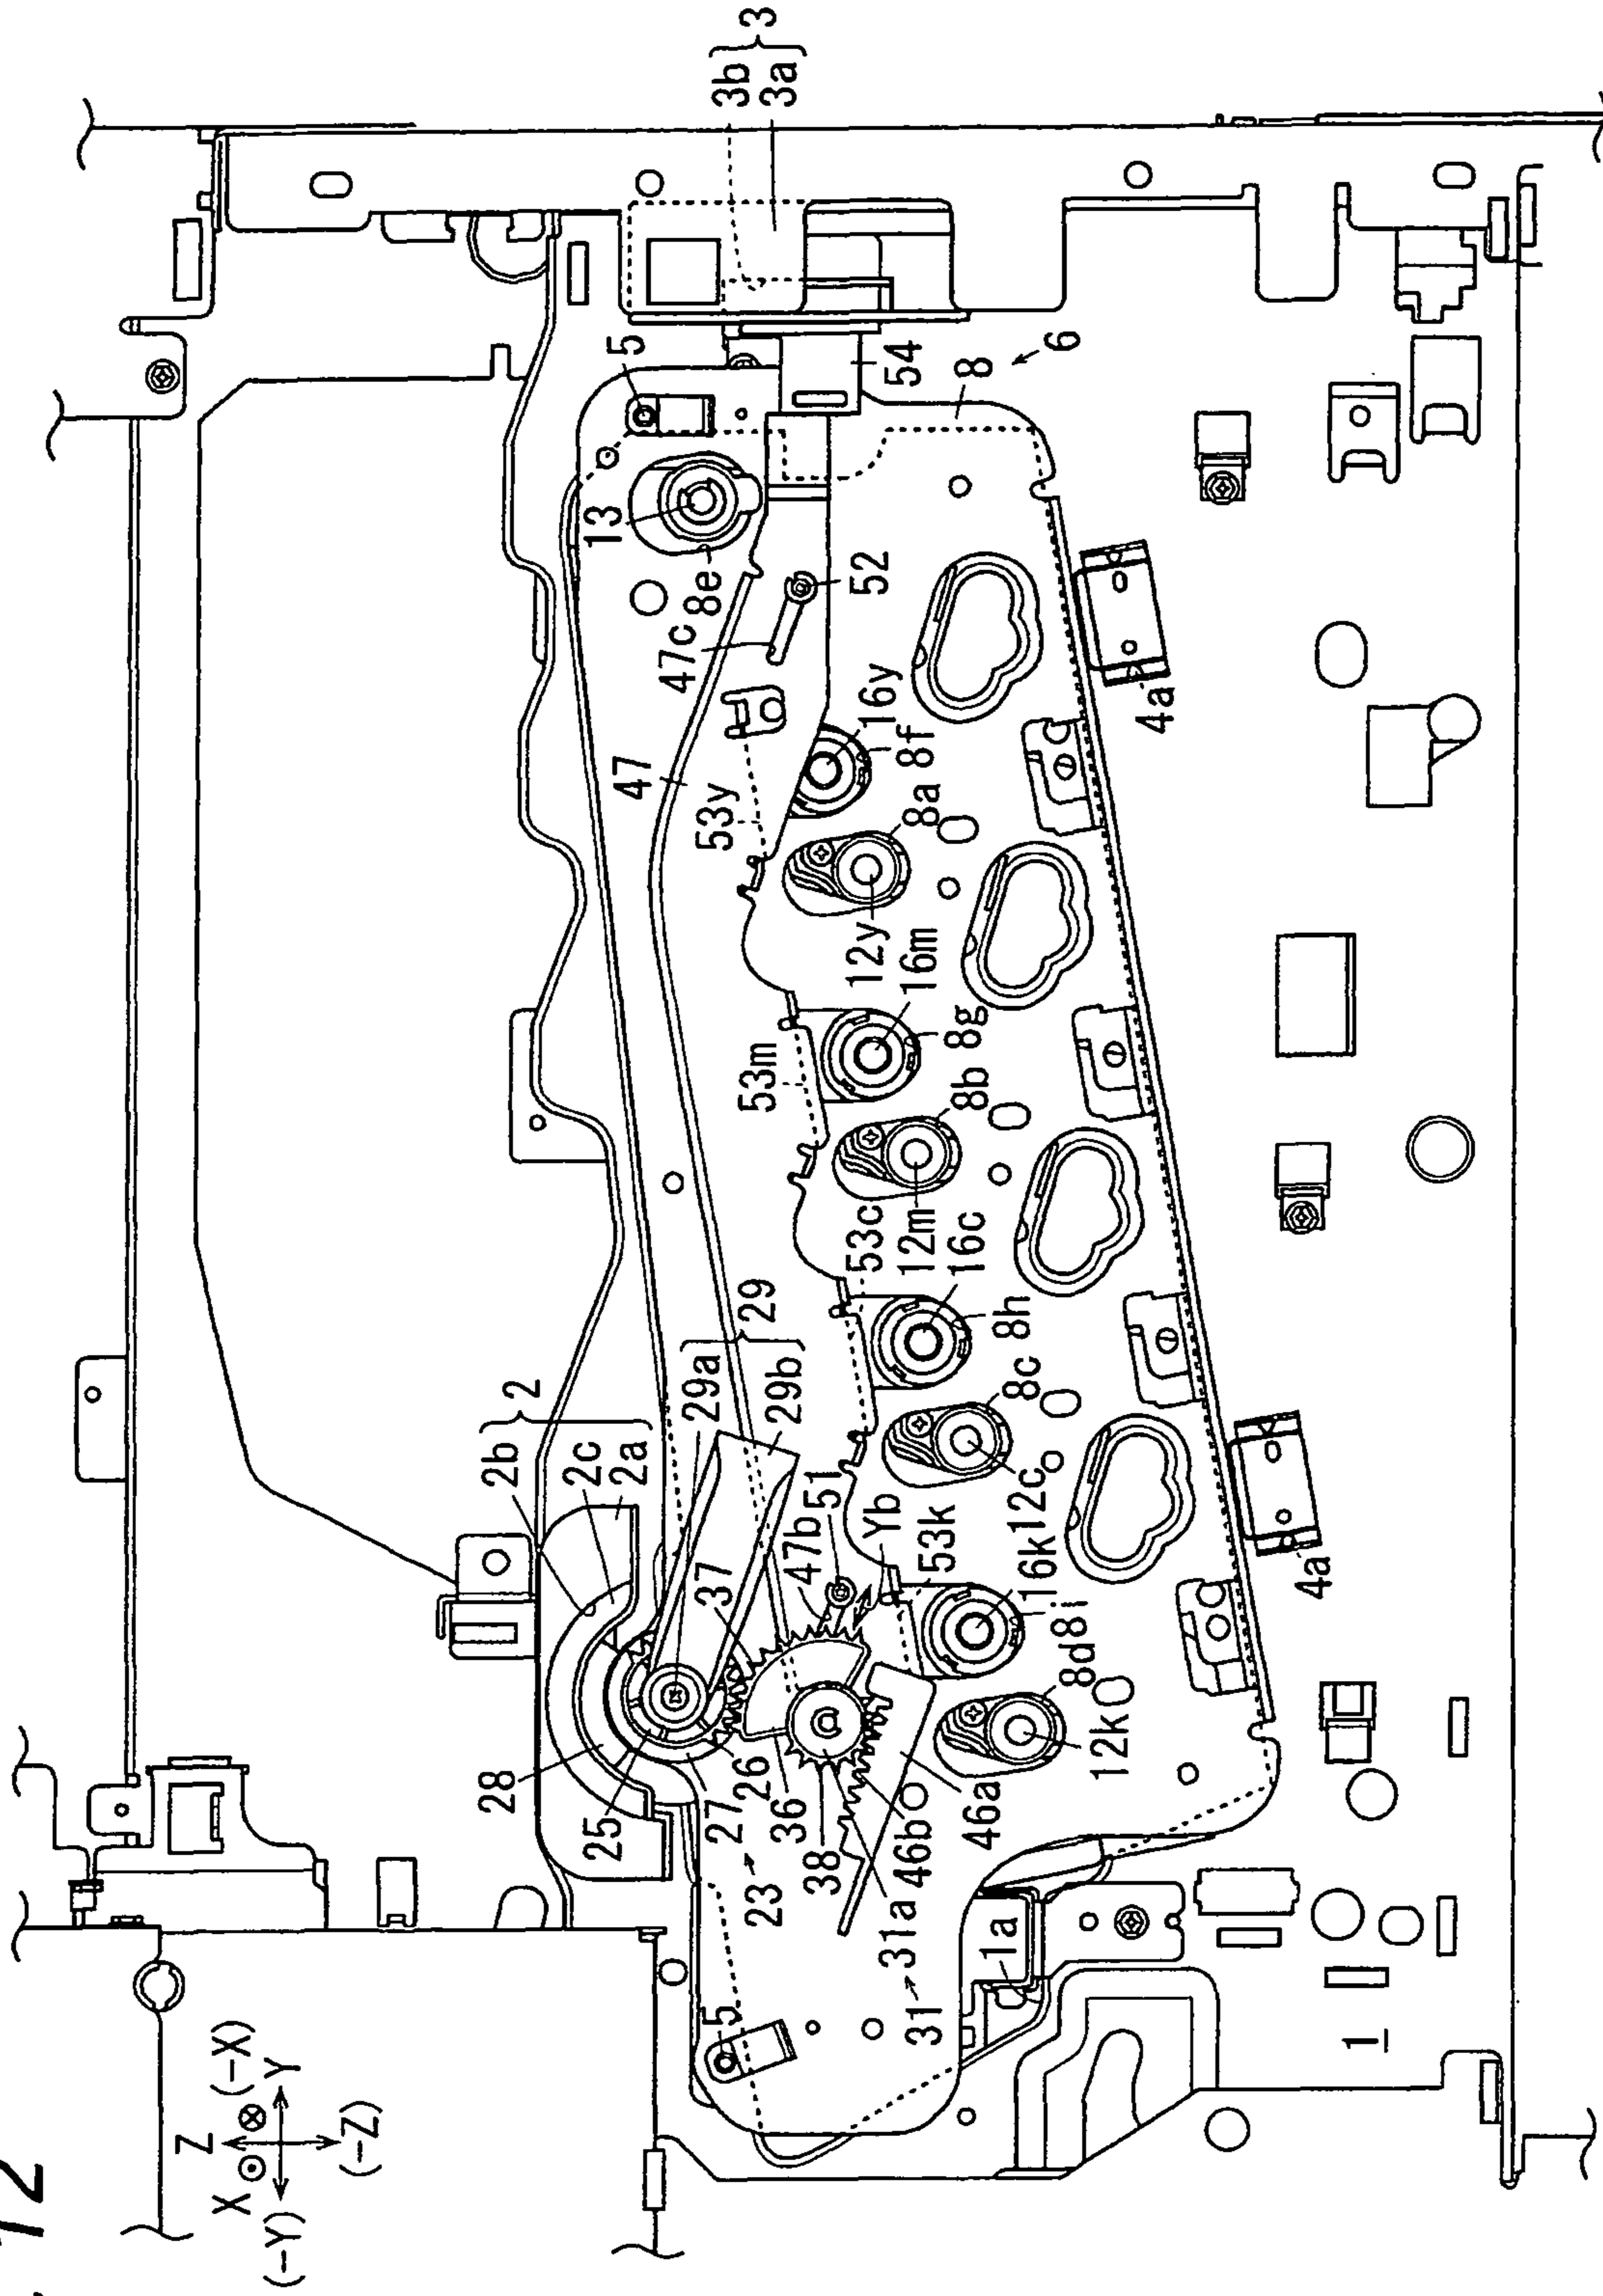 12
X
Z
(-X)
(-Y)
Y
(-Z)
3b
3a
3
5
54
8
6
13
8e
47c
52
47
53y
16y
8f
8a
12y
4a
16m
53m
8g
8b
12m
53c
16c
8h
8c
12c
29a
29b
29
2b
2c
2a
2
51
47b
Yb
53k
16k
8i
8d
12k
4a
37
28
25
27
26
23
36
38
46b
46a
31a
31
1a
5
1